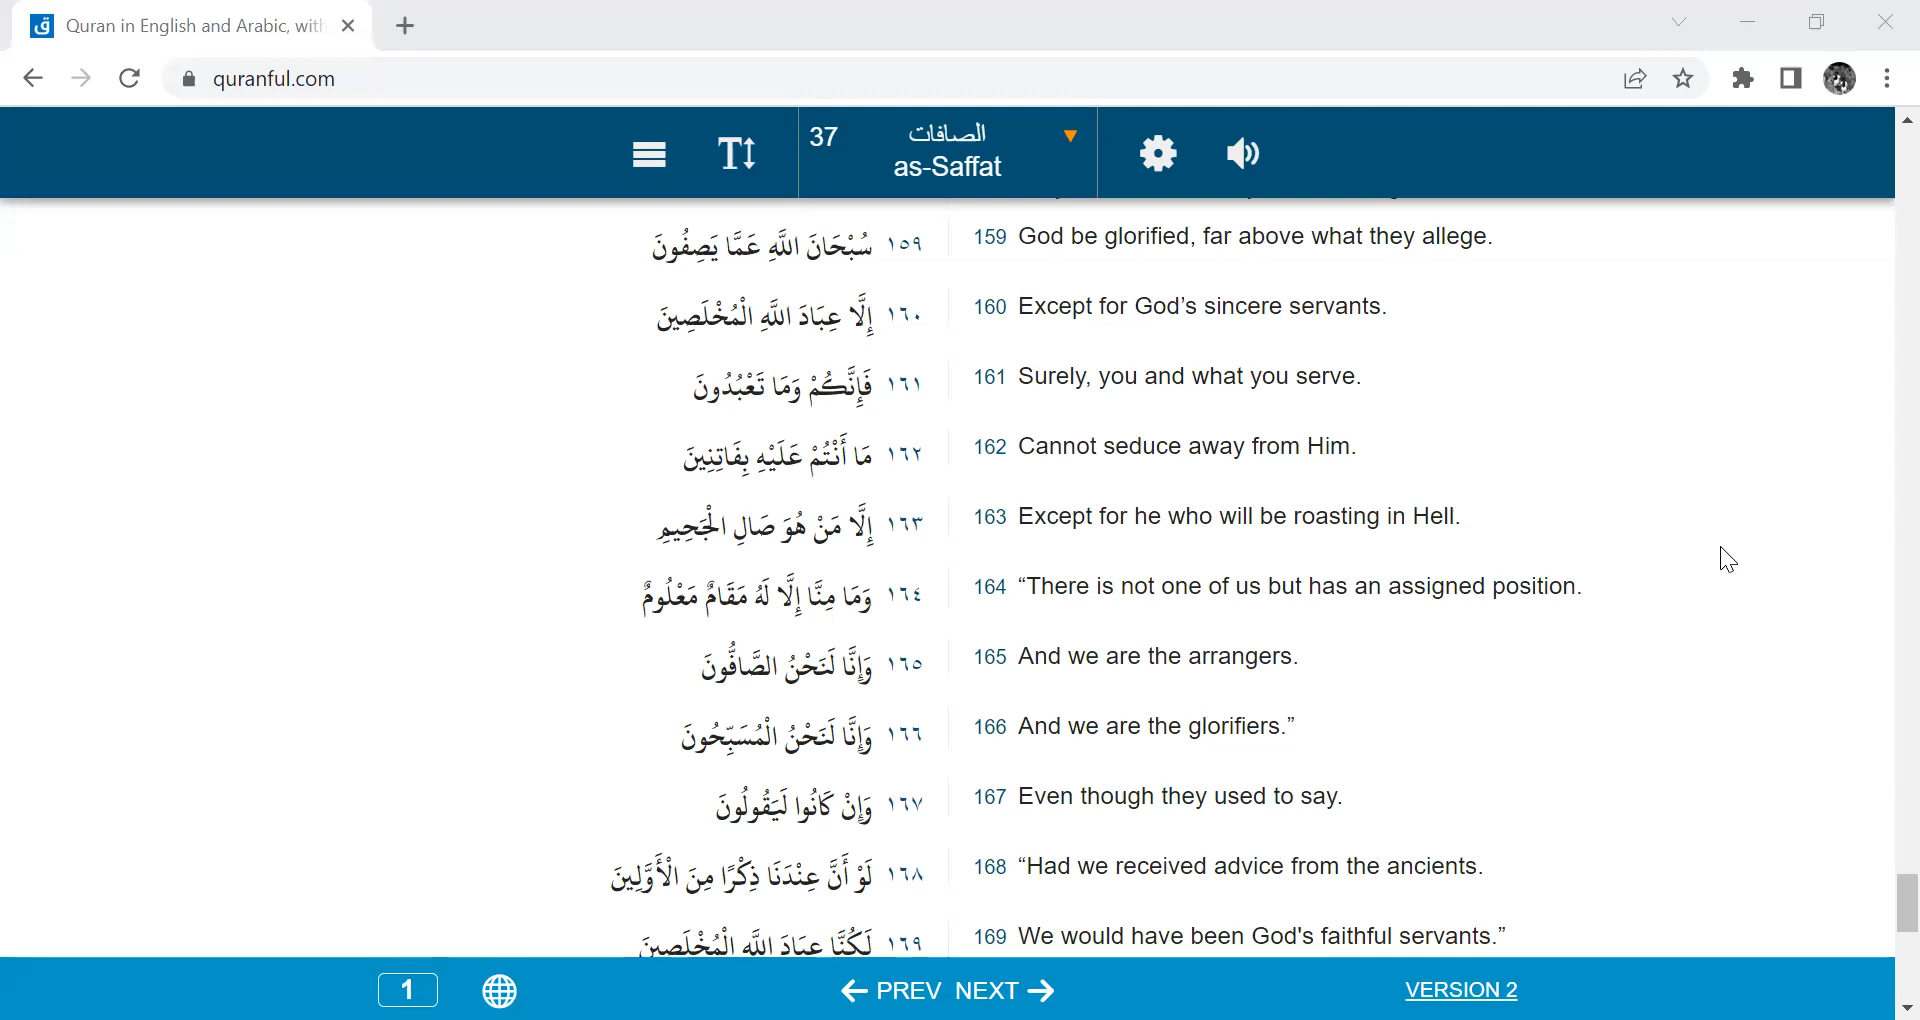 Quran in English and Arabic, with
quranful.com
37 الصافات
as-Saffat
١٥٩ سُبْحَانَ اللَّهِ عَمَّا يَصِفُونَ
159 God be glorified, far above what they allege.
١٦٠ إِلَّا عِبَادَ اللَّهِ الْمُخْلَصِينَ
160 Except for God’s sincere servants.
١٦١ فَإِنَّكُمْ وَمَا تَعْبُدُونَ
161 Surely, you and what you serve.
١٦٢ مَا أَنْتُمْ عَلَيْهِ بِفَاتِنِينَ
162 Cannot seduce away from Him.
١٦٣ إِلَّا مَنْ هُوَ صَالِ الْجَحِيمِ
163 Except for he who will be roasting in Hell.
١٦٤ وَمَا مِنَّا إِلَّا لَهُ مَقَامٌ مَعْلُومٌ
164 “There is not one of us but has an assigned position.
١٦٥ وَإِنَّا لَنَحْنُ الصَّافُّونَ
165 And we are the arrangers.
١٦٦ وَإِنَّا لَنَحْنُ الْمُسَبِّحُونَ
166 And we are the glorifiers.”
١٦٧ وَإِنْ كَانُوا لَيَقُولُونَ
167 Even though they used to say.
١٦٨ لَوْ أَنَّ عِنْدَنَا ذِكْرًا مِنَ الْأَوَّلِينَ
168 “Had we received advice from the ancients.
١٦٩ لَكُنَّا عِبَادَ اللَّهِ الْمُخْلَصِينَ
169 We would have been God's faithful servants.”
1 PREV NEXT VERSION 2